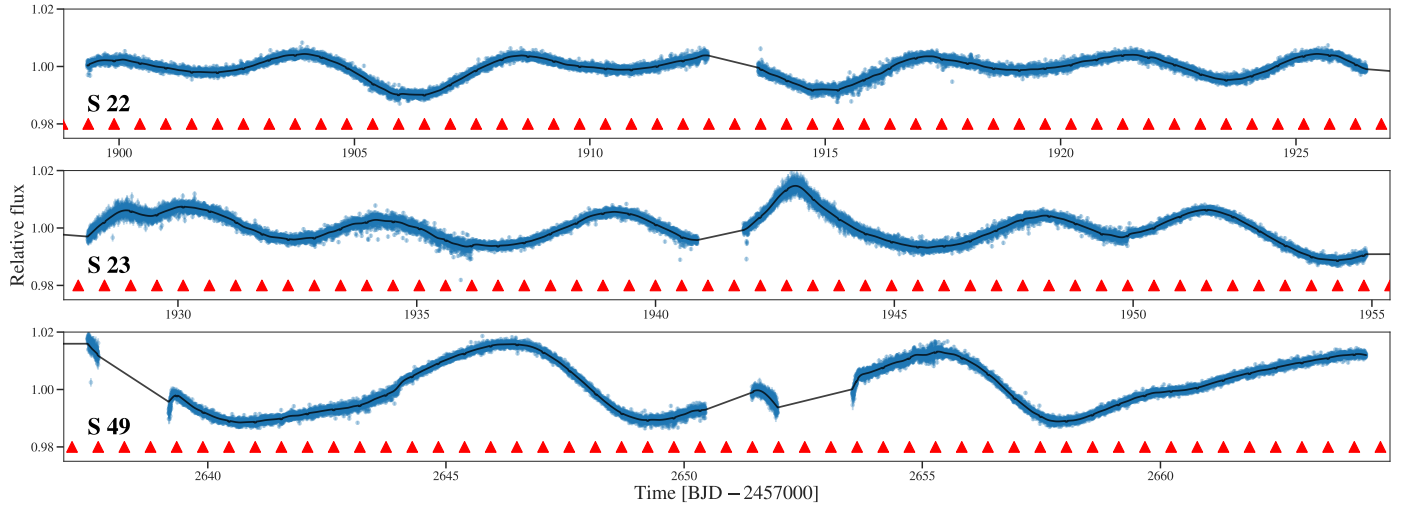 1.02
1.00
0.98
S 22
1900 1905 1910 1915 1920 1925
Relative flux
1.02
1.00
0.98
S 23
1930 1935 1940 1945 1950 1955
1.02
1.00
0.98
S 49
2640 2645 2650 2655 2660
Time [BJD − 2457000]